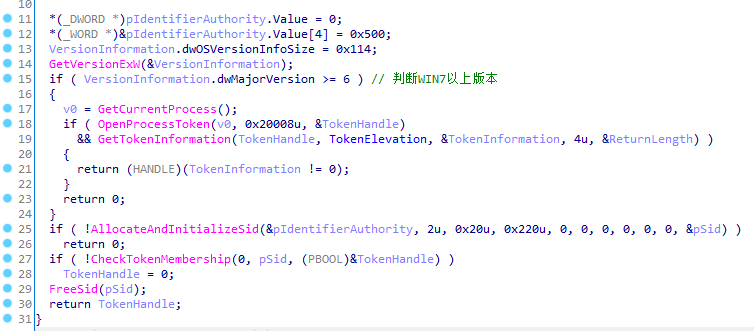 10
11 *(_DWORD *)pIdentifierAuthority.Value = 0;
12 *(_WORD *)&pIdentifierAuthority.Value[4] = 0x500;
13 VersionInformation.dwOSVersionInfoSize = 0x114;
14 GetVersionExW(&VersionInformation);
15 if ( VersionInformation.dwMajorVersion >= 6 ) // 判断WIN7以上版本
16 {
17 v0 = GetCurrentProcess();
18 if ( OpenProcessToken(v0, 0x20008u, &TokenHandle)
19 && GetTokenInformation(TokenHandle, TokenElevation, &TokenInformation, 4u, &ReturnLength) )
20 {
21 return (HANDLE)(TokenInformation != 0);
22 }
23 return 0;
24 }
25 if ( !AllocateAndInitializeSid(&pIdentifierAuthority, 2u, 0x20u, 0x220u, 0, 0, 0, 0, 0, 0, &pSid) )
26 return 0;
27 if ( !CheckTokenMembership(0, pSid, (PBOOL)&TokenHandle) )
28 TokenHandle = 0;
29 FreeSid(pSid);
30 return TokenHandle;
31 }